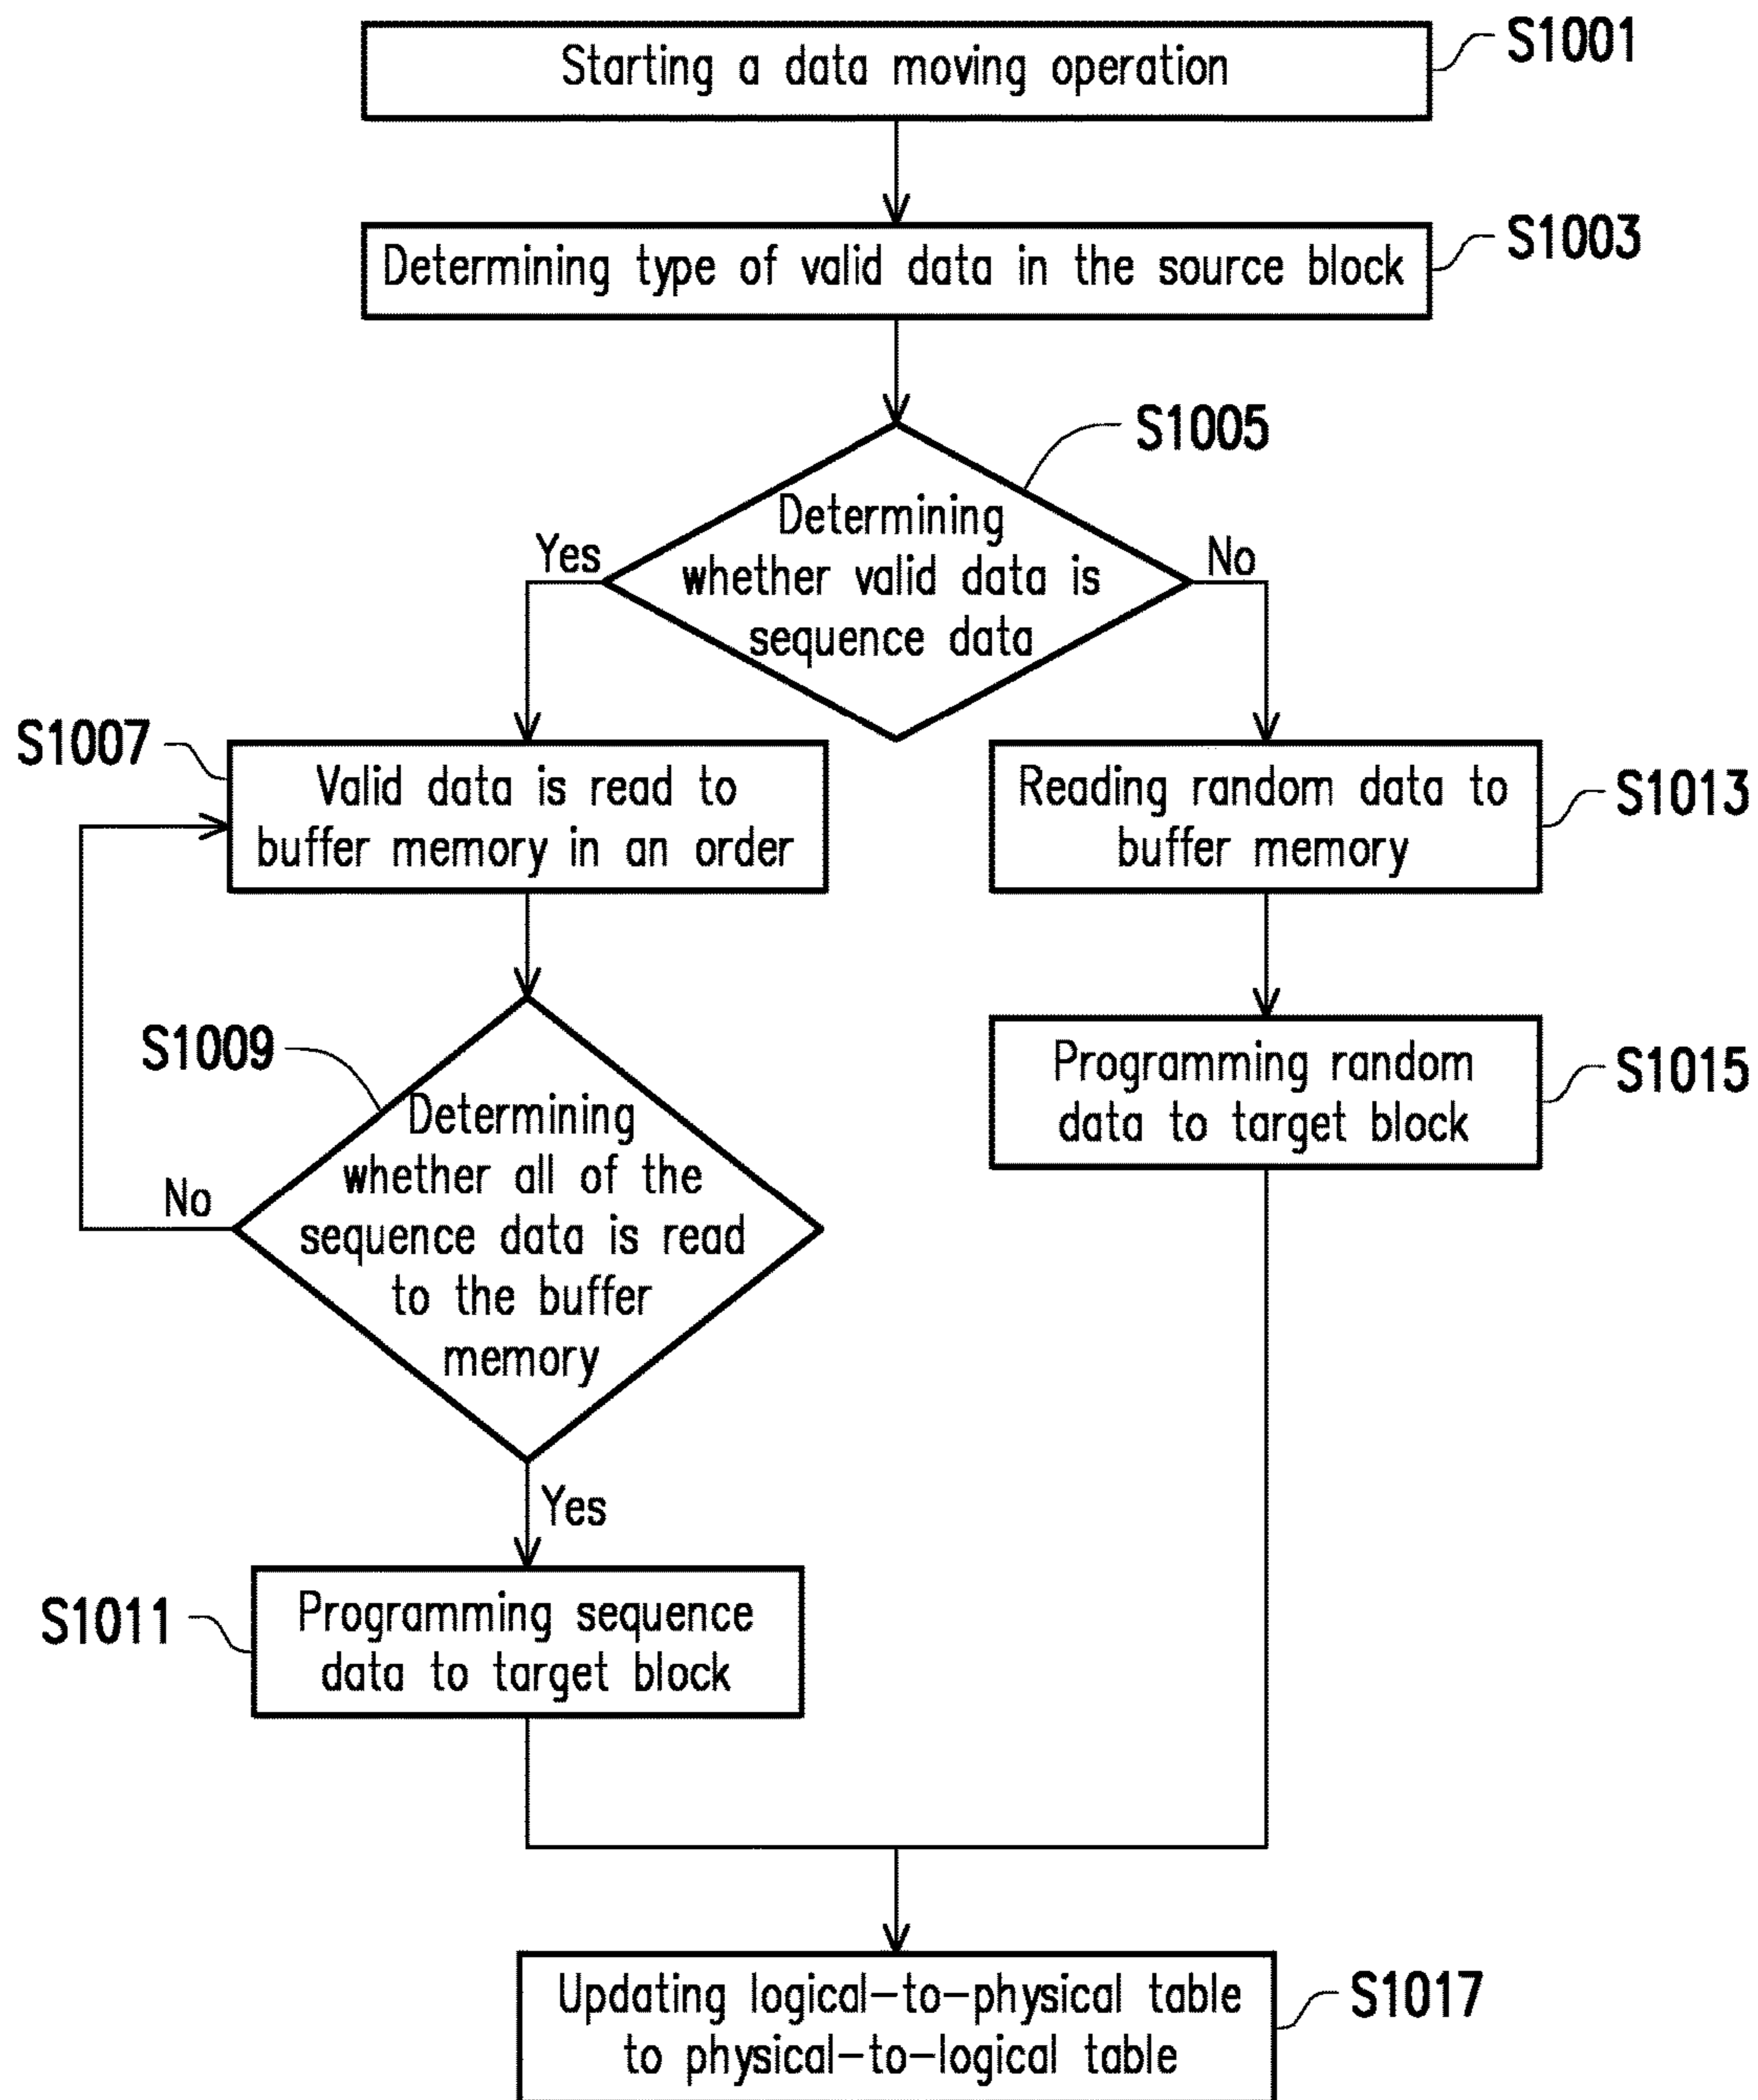 Starting a data moving operation
S1001
Determining type of valid data in the source block
S1003
S1005
Determining
whether valid data is
sequence data
Yes
No
S1007
Valid data is read to
buffer memory in an order
Reading random data to
buffer memory
S1013
S1009
Determining
whether all of the
sequence data is read
to the buffer
memory
No
Yes
Programming random
data to target block
S1015
S1011
Programming sequence
data to target block
Updating logical-to-physical table
to physical-to-logical table
S1017